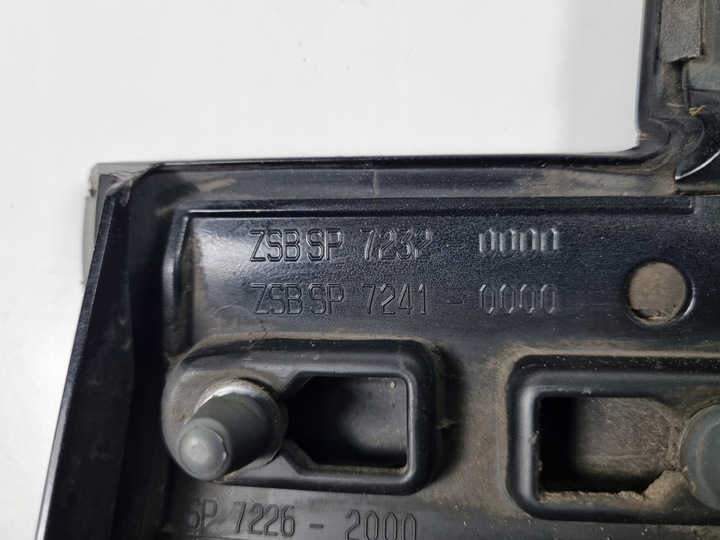 ZSB SP 7232 - 0000
ZSB SP 7241 - 0000
SP 7226 - 2000